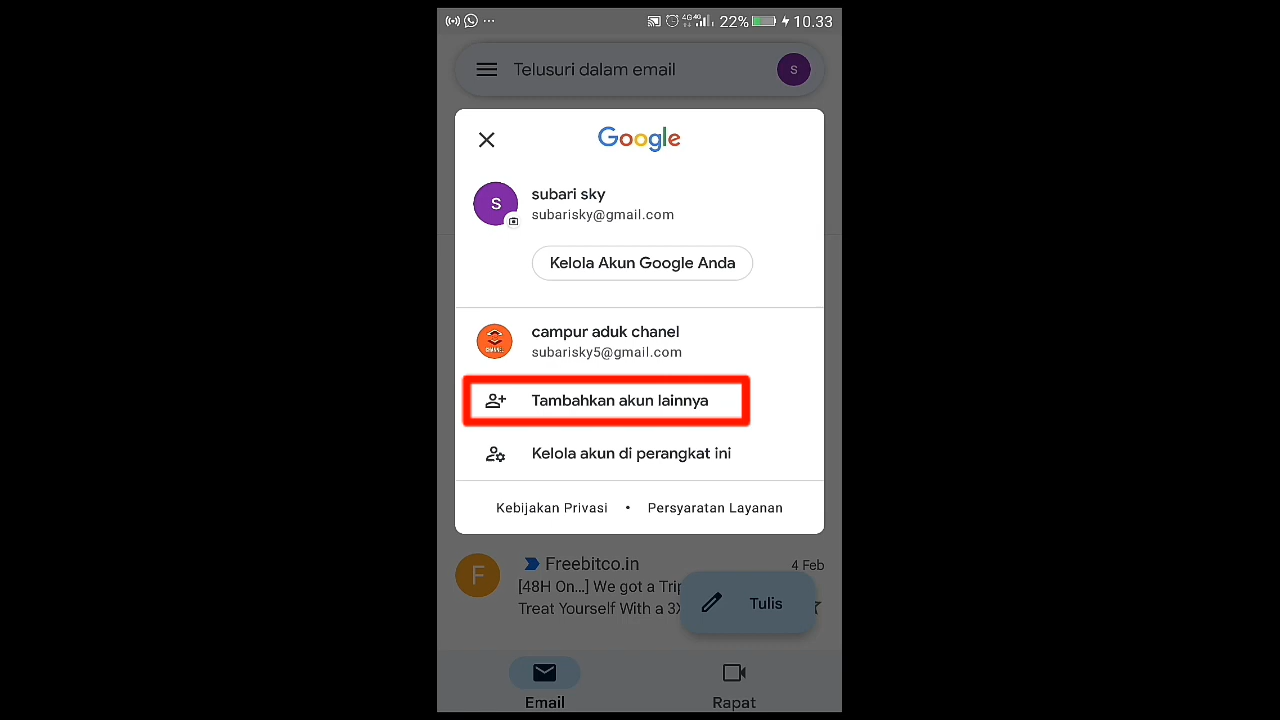 22% 10.33
Telusuri dalam email
S
Google
S
subari sky
subarisky@gmail.com
Kelola Akun Google Anda
campur aduk chanel
subarisky5@gmail.com
Tambahkan akun lainnya
Kelola akun di perangkat ini
Kebijakan Privasi • Persyaratan Layanan
F
Freebitco.in
4 Feb
[48H On...] We got a Trip
Treat Yourself With a 3X
Tulis
Email
Rapat